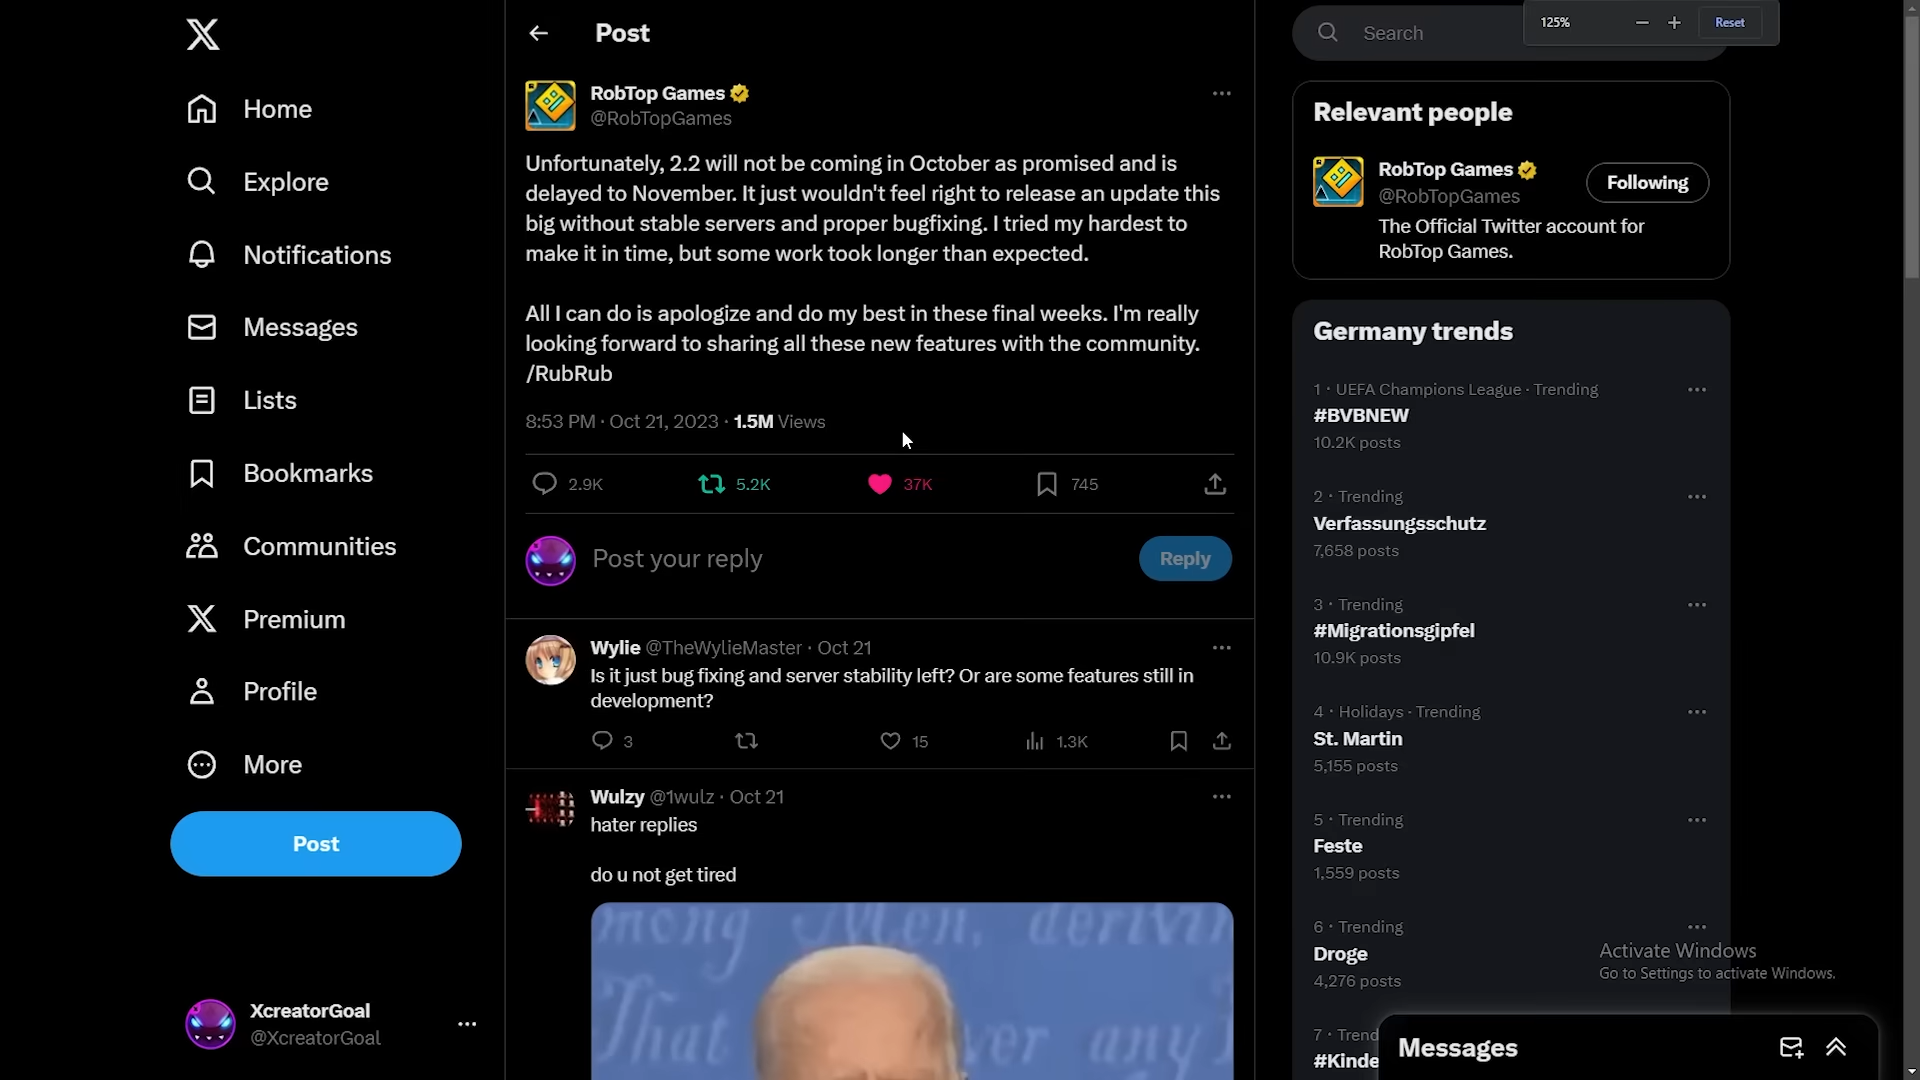 Home
Explore
Notifications
Messages
Lists
Bookmarks
Communities
Premium
Profile
More
Post
XcreatorGoal
@XcreatorGoal
Post
RobTop Games
@RobTopGames
Unfortunately, 2.2 will not be coming in October as promised and is
delayed to November. It just wouldn't feel right to release an update this
big without stable servers and proper bugfixing. I tried my hardest to
make it in time, but some work took longer than expected.
All I can do is apologize and do my best in these final weeks. I'm really
looking forward to sharing all these new features with the community.
/RubRub
8:53 PM · Oct 21, 2023 · 1.5M Views
2.9K 5.2K 37K 745
Post your reply
Reply
Wylie @TheWylieMaster · Oct 21
Is it just bug fixing and server stability left? Or are some features still in
development?
3 15 1.3K
Wulzy @1wulz · Oct 21
hater replies
do u not get tired
mong Men, derivin
That ver any
Search
125%
Reset
Relevant people
RobTop Games
@RobTopGames
Following
The Official Twitter account for
RobTop Games.
Germany trends
1 · UEFA Champions League · Trending
#BVBNEW
10.2K posts
2 · Trending
Verfassungsschutz
7,658 posts
3 · Trending
#Migrationsgipfel
10.9K posts
4 · Holidays · Trending
St. Martin
5,155 posts
5 · Trending
Feste
1,559 posts
6 · Trending
Droge
4,276 posts
7 · Trend
#Kinde
Activate Windows
Go to Settings to activate Windows.
Messages